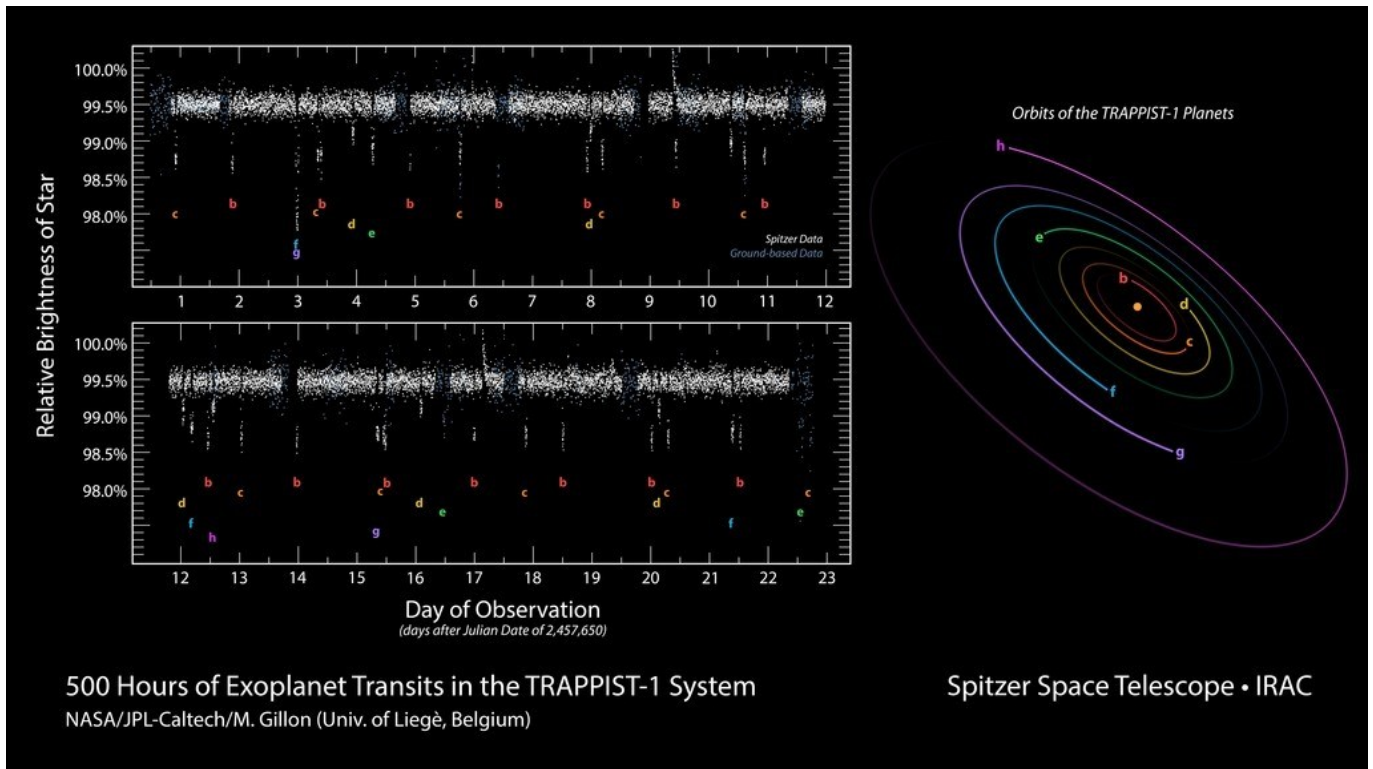 Relative Brightness of Star
100.0%
99.5%
99.0%
98.5%
98.0%
c b f g c b d e b c b b d c b c b
Spitzer Data
Ground-based Data
1 2 3 4 5 6 7 8 9 10 11 12
100.0%
99.5%
99.0%
98.5%
98.0%
d f b h c b g c b d e b c b b d c f b e c
12 13 14 15 16 17 18 19 20 21 22 23
Day of Observation
(days after Julian Date of 2,457,650)
Orbits of the TRAPPIST-1 Planets
h
e
b
d
c
f
g
500 Hours of Exoplanet Transits in the TRAPPIST-1 System
NASA/JPL-Caltech/M. Gillon (Univ. of Liegè, Belgium)
Spitzer Space Telescope • IRAC